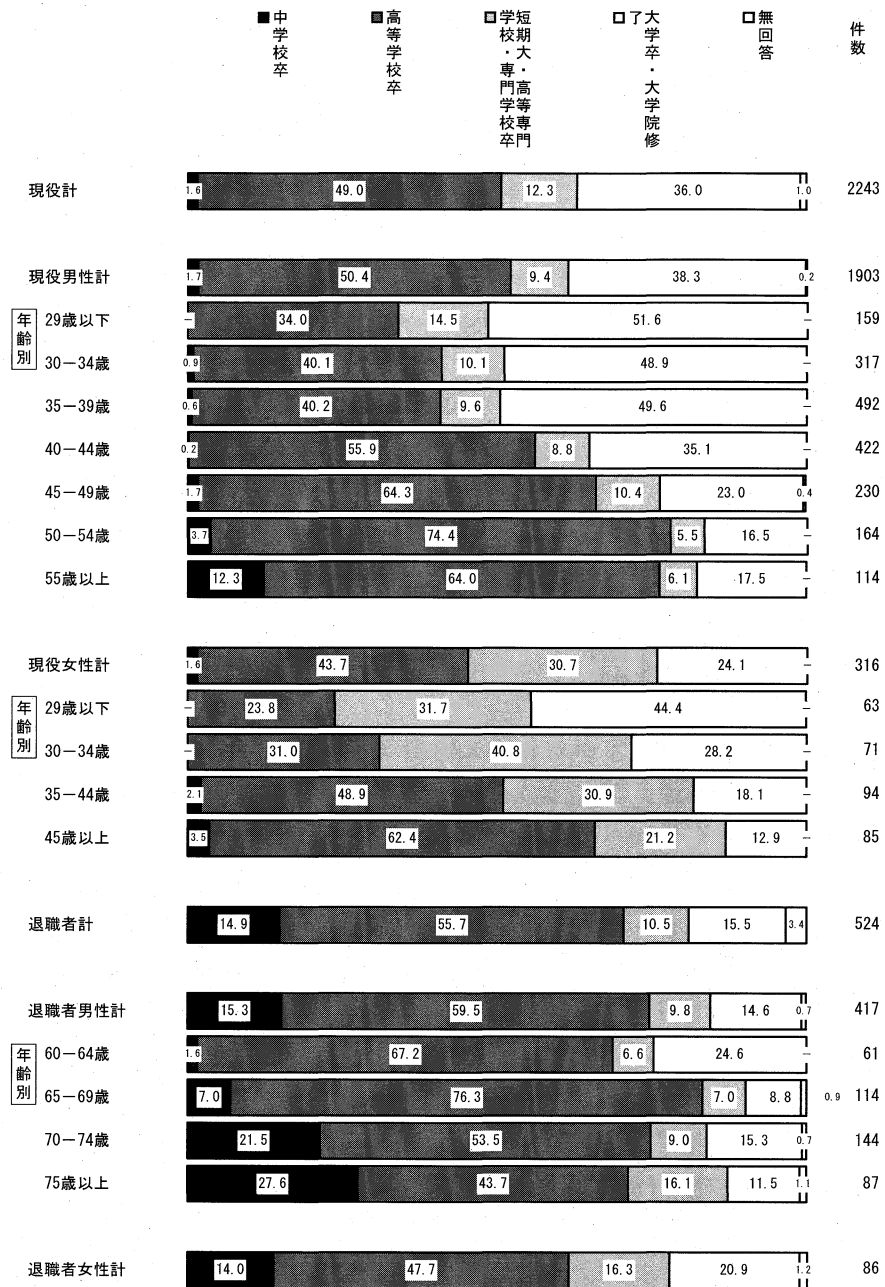 ■中学校卒
■高等学校卒
□短期大・高等専門学校・専門学校卒
□大学卒・大学院修了
□無回答
件数
現役計 1.6 49.0 12.3 36.0 1.0 2243
現役男性計 1.7 50.4 9.4 38.3 0.2 1903
年齢別
29歳以下 － 34.0 14.5 51.6 － 159
30－34歳 0.9 40.1 10.1 48.9 － 317
35－39歳 0.6 40.2 9.6 49.6 － 492
40－44歳 0.2 55.9 8.8 35.1 － 422
45－49歳 1.7 64.3 10.4 23.0 0.4 230
50－54歳 3.7 74.4 5.5 16.5 － 164
55歳以上 12.3 64.0 6.1 17.5 － 114
現役女性計 1.6 43.7 30.7 24.1 － 316
年齢別
29歳以下 － 23.8 31.7 44.4 － 63
30－34歳 － 31.0 40.8 28.2 － 71
35－44歳 2.1 48.9 30.9 18.1 － 94
45歳以上 3.5 62.4 21.2 12.9 － 85
退職者計 14.9 55.7 10.5 15.5 3.4 524
退職者男性計 15.3 59.5 9.8 14.6 0.7 417
年齢別
60－64歳 1.6 67.2 6.6 24.6 － 61
65－69歳 7.0 76.3 7.0 8.8 0.9 114
70－74歳 21.5 53.5 9.0 15.3 0.7 144
75歳以上 27.6 43.7 16.1 11.5 1.1 87
退職者女性計 14.0 47.7 16.3 20.9 1.2 86